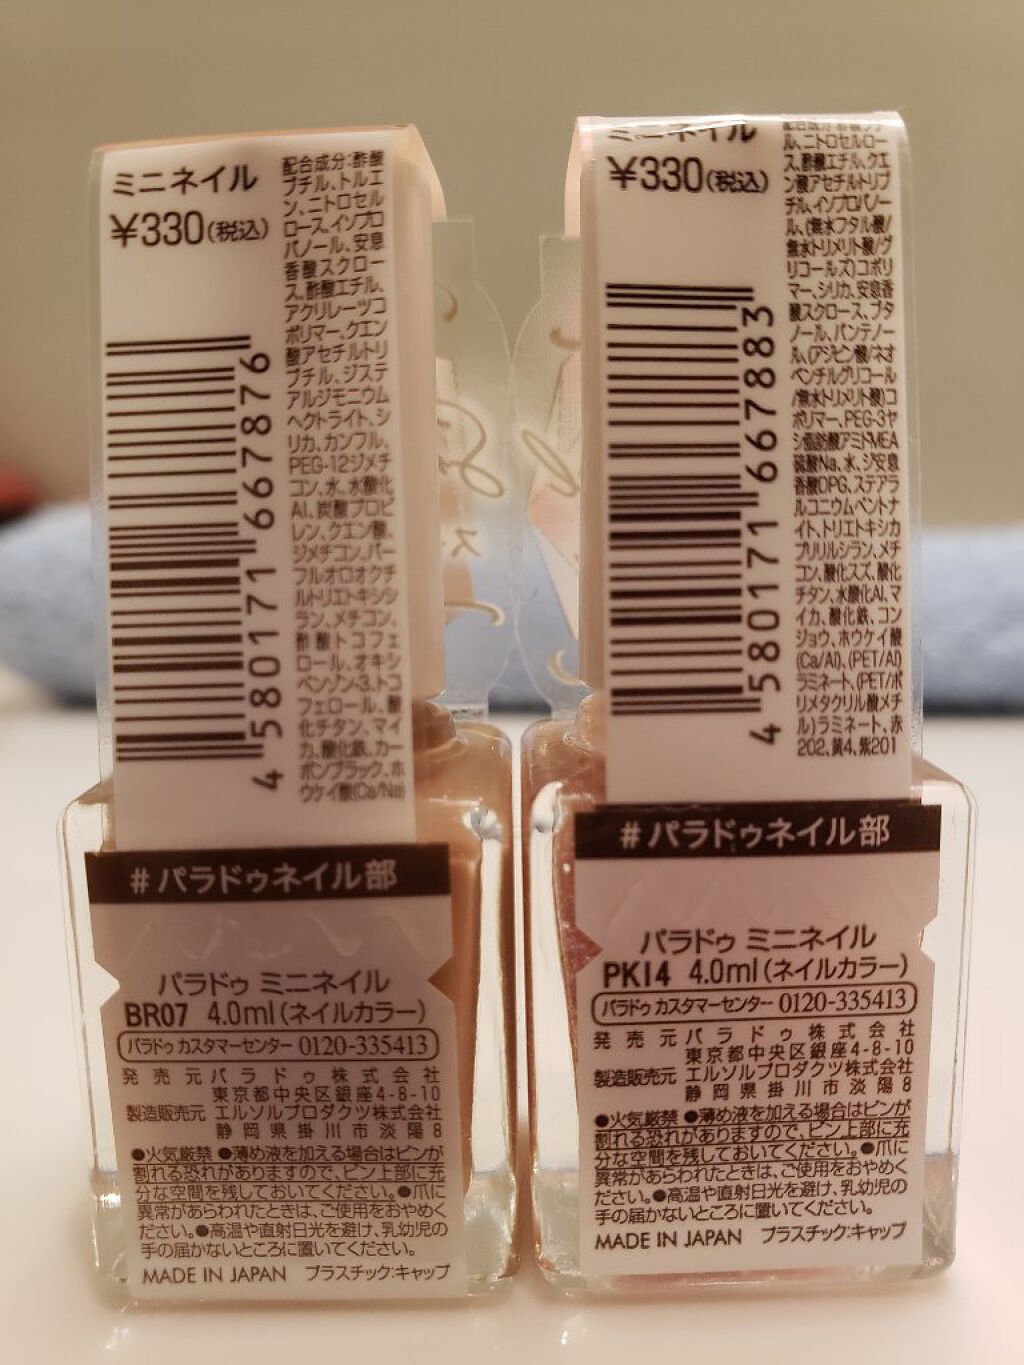 ミニネイル
¥330(税込)
配合成分:酢酸
ブチル、トルエ
ン、ニトロセル
ロース、イソプロ
パノール、安息
香酸スクロー
ス、酢酸エチル、
アクリレーツコ
ポリマー、クエン
酸アセチルトリ
ブチル、ジステ
アルジモニウム
ヘクトライト、シ
リカ、カンフル、
PEG-12ジメチ
コン、水、水酸化
Al、炭酸プロピ
レン、クエン酸、
ジメチコン、パー
フルオロオクチ
ルトリエトキシシ
ラン、メチコン、
酢酸トコフェ
ロール、オキシ
ベンゾン-3、トコ
フェロール、酸
化チタン、マイ
カ、酸化鉄、カー
ボンブラック、ホ
ウケイ酸(Ca/Na)
4 580171 667876
#パラドゥネイル部
パラドゥ ミニネイル
BR07 4.0ml(ネイルカラー)
パラドゥ カスタマーセンター 0120-335413
発売元 パラドゥ株式会社
東京都中央区銀座4-8-10
製造販売元 エルソルプロダクツ株式会社
静岡県掛川市淡陽8
●火気厳禁 ●薄め液を加える場合はビンが
割れる恐れがありますので、ビン上部に充
分な空間を残しておいてください。●爪に
異常があらわれたときは、ご使用をおやめく
ださい。●高温や直射日光を避け、乳幼児の
手の届かないところに置いてください。
MADE IN JAPAN プラスチック:キャップ
ミニネイル
¥330(税込)
ル、ニトロセルロー
ス、酢酸エチル、クエ
ン酸アセチルトリブ
チル、イソプロパノー
ル、(無水フタル酸/
無水トリメリト酸/グ
リコールズ)コポリ
マー、シリカ、安息香
酸スクロース、ブタ
ノール、パンテノー
ル、(アジピン酸/ネオ
ペンチルグリコール
/無水トリメリト酸)コ
ポリマー、PEG-3ヤ
シ脂肪酸アミドMEA
硫酸Na、水、ジ安息
香酸DPG、ステアラ
ルコニウムベントナ
イト、トリエトキシカ
プリリルシラン、メチ
コン、酸化スズ、酸化
チタン、水酸化Al、マ
イカ、酸化鉄、コン
ジョウ、ホウケイ酸
(Ca/Al)、(PET/Al)
ラミネート、(PET/ポ
リメタクリル酸メチ
ル)ラミネート、赤
202、黄4、紫201
4 580171 667883
#パラドゥネイル部
パラドゥ ミニネイル
PK14 4.0ml(ネイルカラー)
パラドゥ カスタマーセンター 0120-335413
発売元 パラドゥ株式会社
東京都中央区銀座4-8-10
製造販売元 エルソルプロダクツ株式会社
静岡県掛川市淡陽8
●火気厳禁 ●薄め液を加える場合はビンが
割れる恐れがありますので、ビン上部に充
分な空間を残しておいてください。●爪に
異常があらわれたときは、ご使用をおやめく
ださい。●高温や直射日光を避け、乳幼児の
手の届かないところに置いてください。
MADE IN JAPAN プラスチック:キャップ